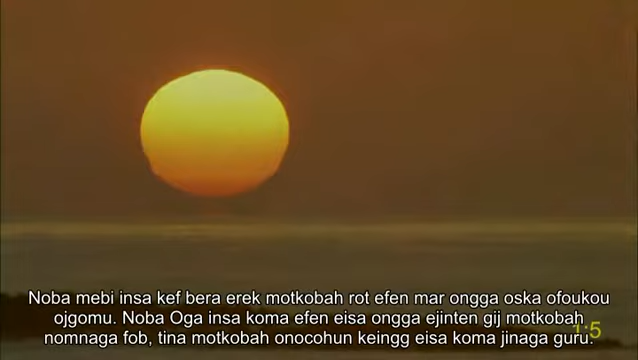 Noba mebi insa kef bera erek motkobah rot efen mar ongga oska ofoukou
ojgomu. Noba Oga insa koma efen eisa ongga ejinten gij motkobah
nomnaga fob, tina motkobah onocohun keingg eisa koma jinaga guru.
1:5